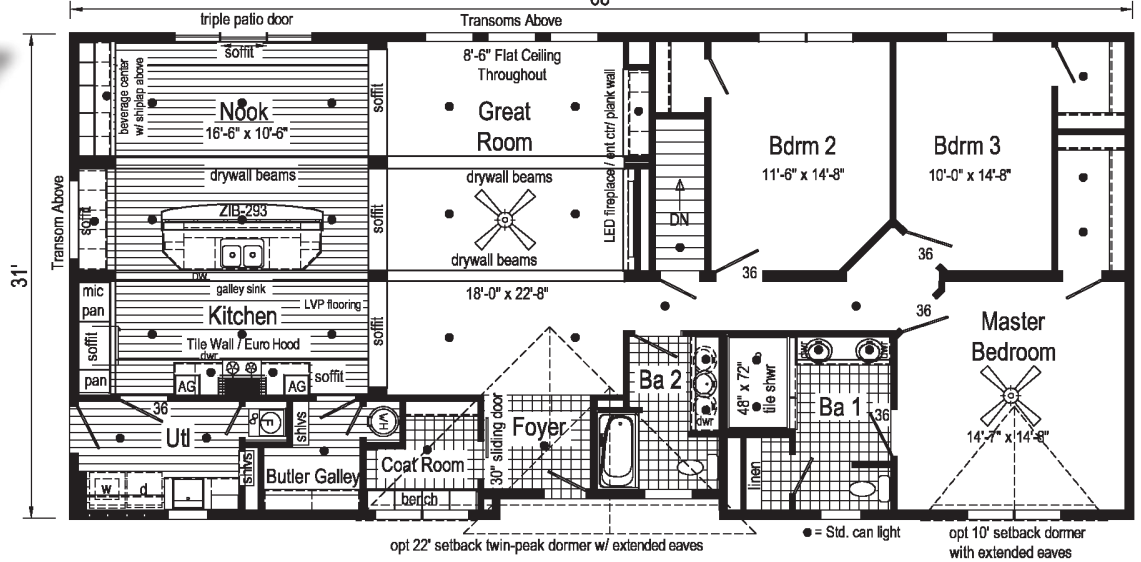 triple patio door
Transoms Above
soffit
8'-6" Flat Ceiling
Throughout
beverage center
w/ shiplap above
soffit
Nook
16'-6" x 10'-6"
Great
Room
LED fireplace / ent ctr/ plank wall
Bdrm 2
11'-6" x 14'-8"
Bdrm 3
10'-0" x 14'-8"
drywall beams
drywall beams
Transom Above
soffit
ZIB-293
soffit
DN
31'
dw
drywall beams
36
36
galley sink
18'-0" x 22'-8"
mic
pan
LVP flooring
Kitchen
soffit
36
Master
Bedroom
soffit
Tile Wall / Euro Hood
dwr
dwr
dwr
pan
AG
AG
soffit
Ba 2
48" x 72"
tile shwr
Ba 1
36
36
Utl
shlvs
WH
30" sliding door
Foyer
dwr
14'-7" x 14'-8"
shlvs
Coat Room
w
d
Butler Galley
bench
linen
= Std. can light
opt 22' setback twin-peak dormer w/ extended eaves
opt 10' setback dormer
with extended eaves